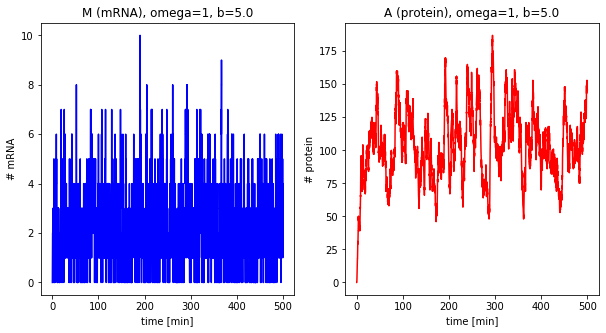 M (mRNA), omega=1, b=5.0
10
8
6
4
2
0
# mRNA
0 100 200 300 400 500
time [min]
A (protein), omega=1, b=5.0
175
150
125
100
75
50
25
0
# protein
0 100 200 300 400 500
time [min]